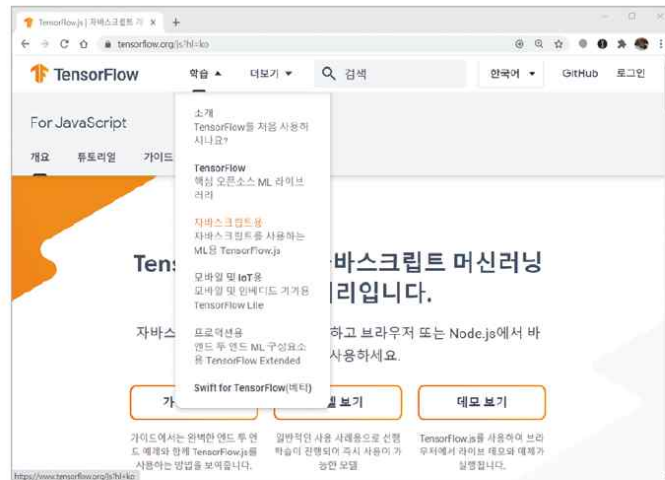 Tensorflow.js | 자바스크립트 기
tensorflow.org/js?hl=ko
TensorFlow
학습 더보기 검색 한국어 GitHub 로그인
For JavaScript
개요 튜토리얼 가이드
소개
TensorFlow를 처음 사용하
시나요?
TensorFlow
핵심 오픈소스 ML 라이브
러리
자바스크립트용
자바스크립트를 사용하는
ML용 TensorFlow.js
모바일 및 IoT용
모바일 및 임베디드 기기용
TensorFlow Lite
프로덕션용
엔드 투 엔드 ML 구성요소
용 TensorFlow Extended
Swift for TensorFlow(베타)
Tens 바스크립트 머신러닝
리입니다.
자바스 하고 브라우저 또는 Node.js에서 바
사용하세요.
가 보기 데모 보기
가이드에서는 완벽한 엔드 투 엔
드 예제와 함께 TensorFlow.js를
사용하는 방법을 보여줍니다.
일반적인 사용 사례용으로 선행
학습이 진행되어 즉시 사용이 가
능한 모델
TensorFlow.js를 사용하여 브라
우저에서 라이브 데모와 예제가
실행됩니다.
https://www.tensorflow.org/js?hl=ko